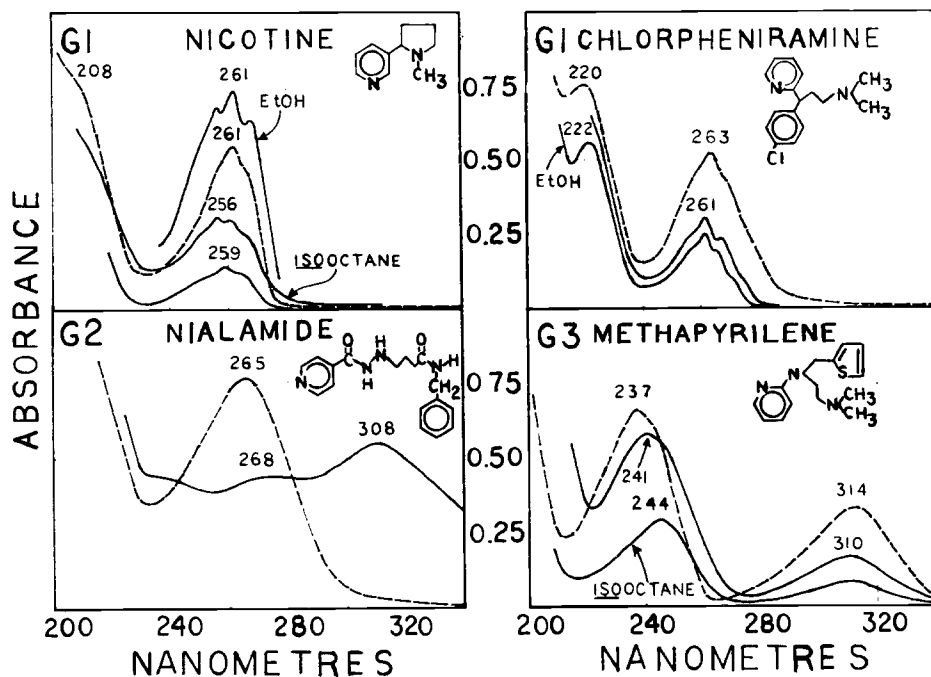 G1 NICOTINE
N
N
CH3
208
261
EtOH
261
256
259
ISOOCTANE
0.75
0.50
0.25
G1 CHLORPHENIRAMINE
N
N
CH3
CH3
Cl
220
222
EtOH
263
261
G2 NIALAMIDE
O
C
N
H
H
N
O
C
N
H
CH2
N
265
268
308
0.75
0.50
0.25
G3 METHAPYRILENE
N
N
S
N
CH3
CH3
237
241
244
ISOOCTANE
314
310
ABSORBANCE
200 240 280 320
NANOMETRES
200 240 280 320
NANOMETRES